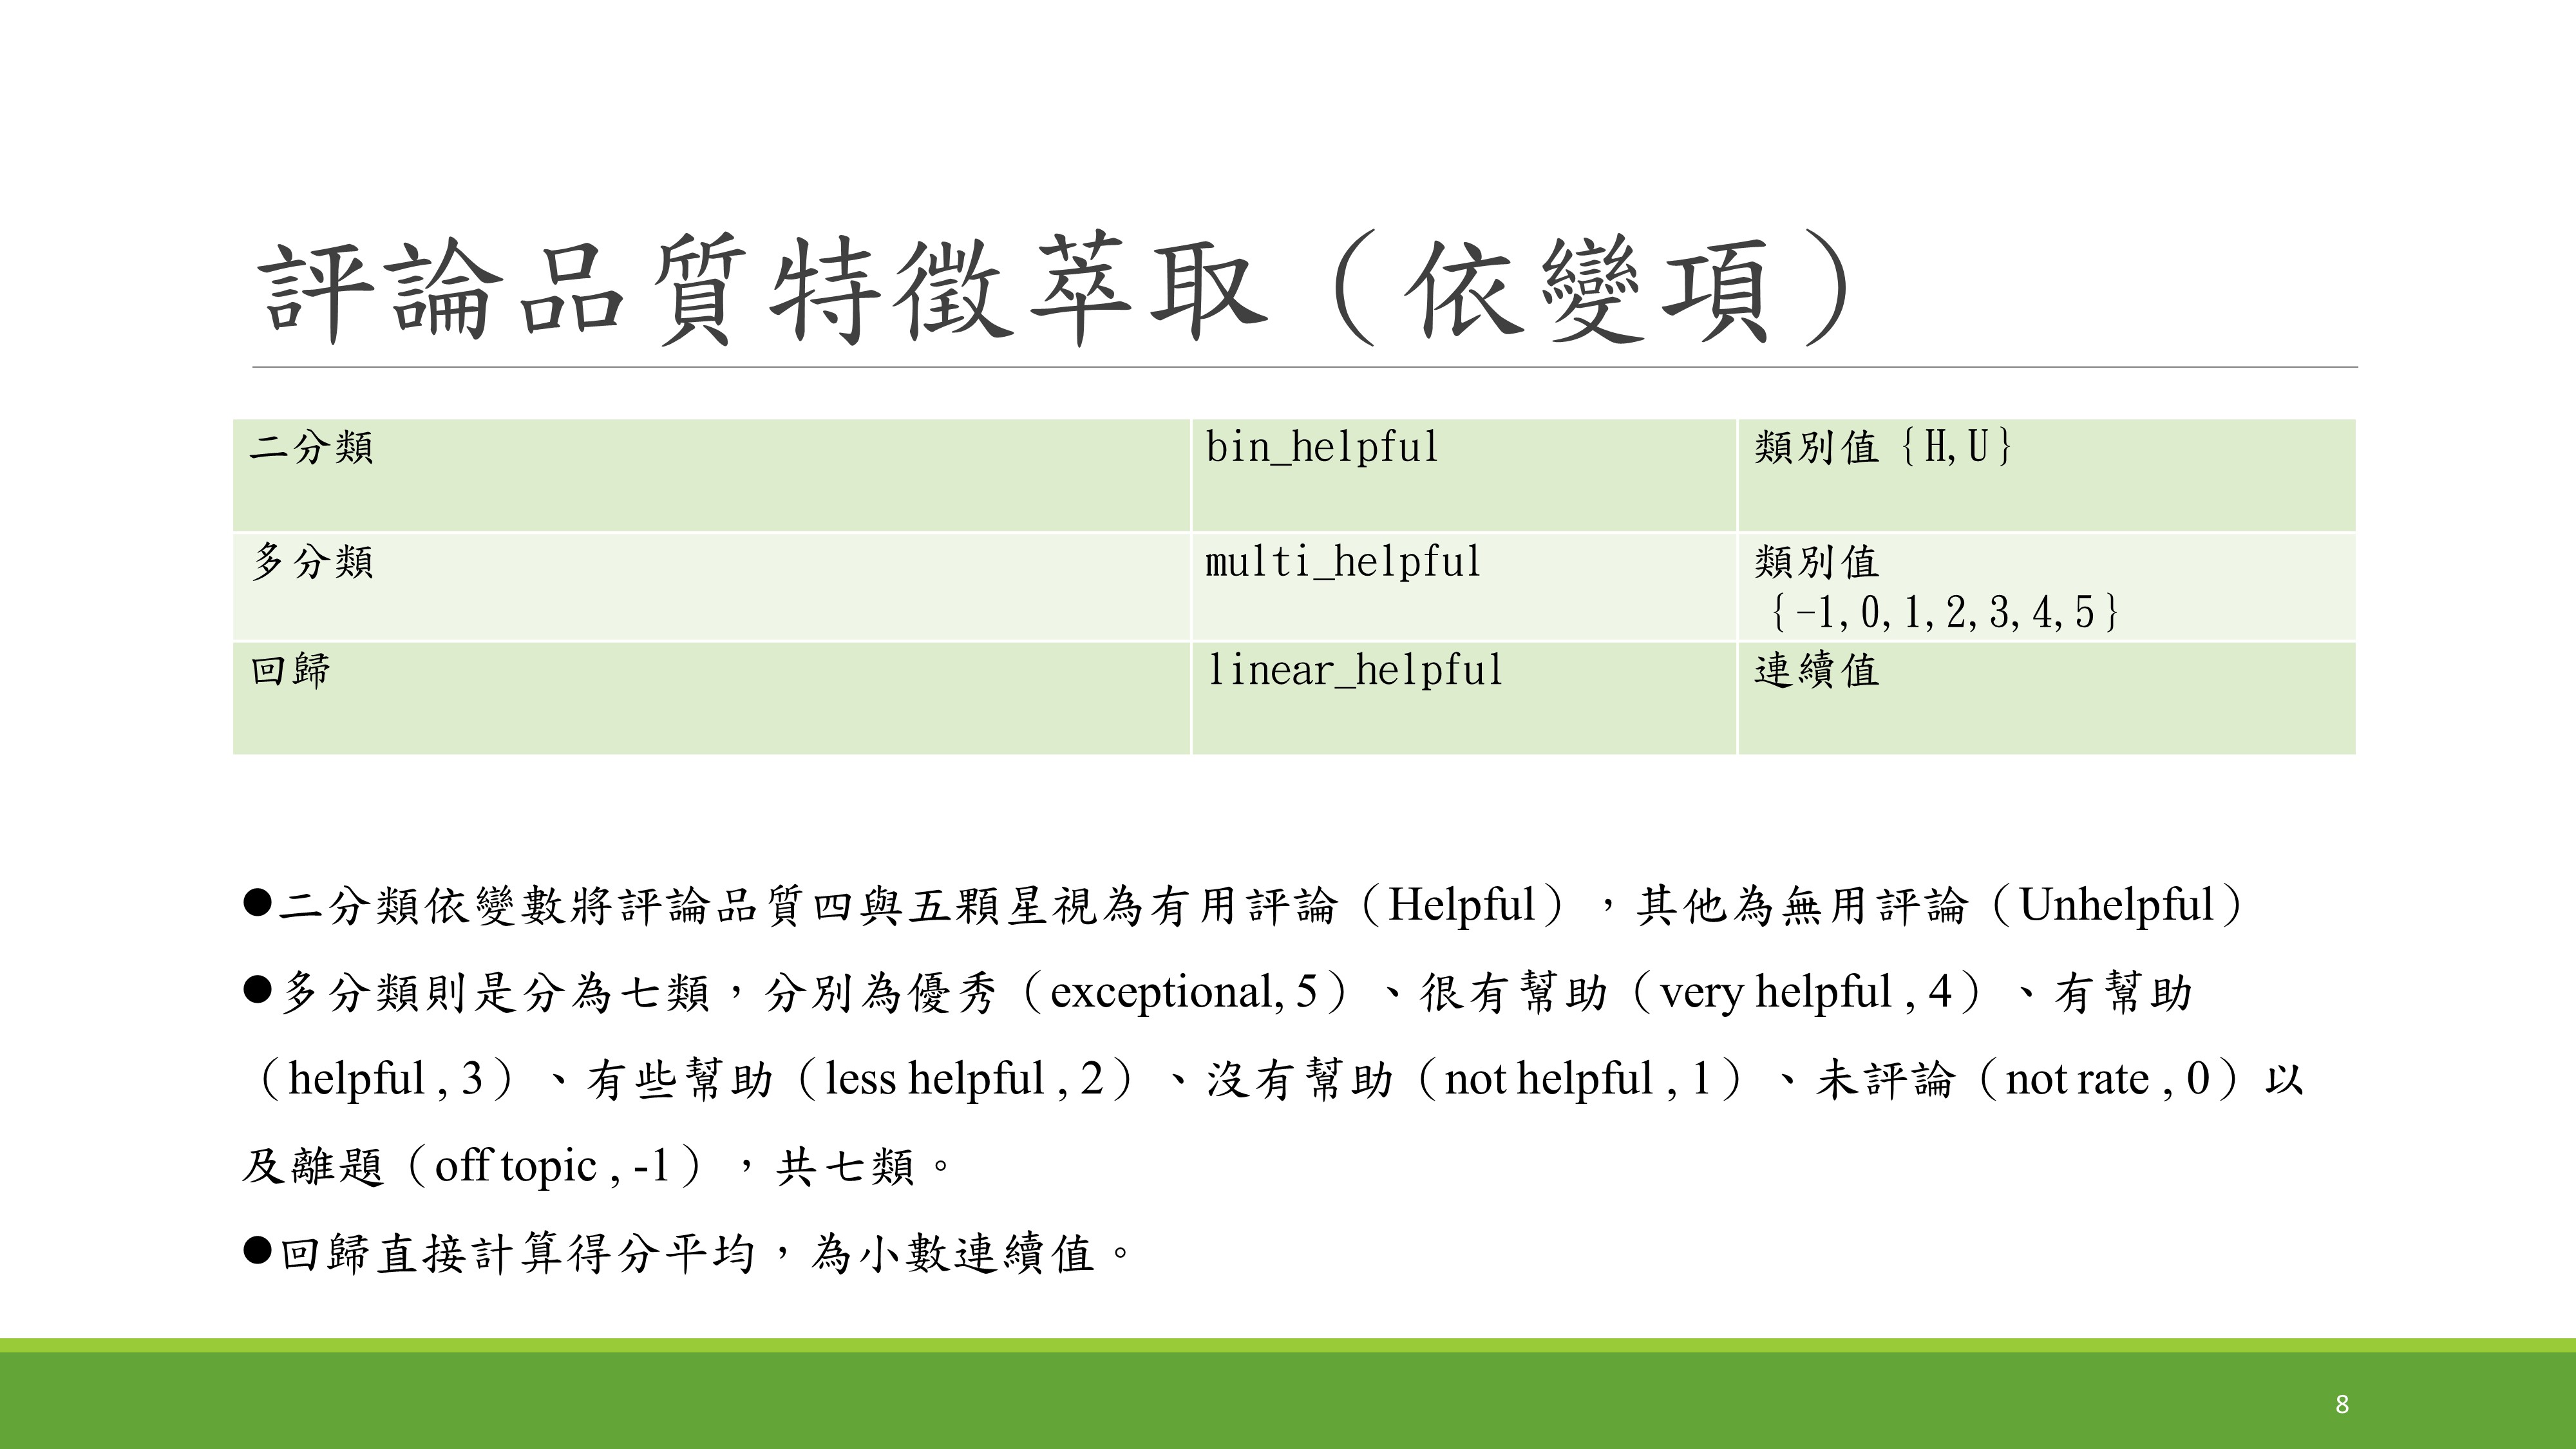 評論品質特徵萃取（依變項）
二分類 bin_helpful 類別值｛H,U｝
多分類 multi_helpful 類別值
｛-1,0,1,2,3,4,5｝
回歸 linear_helpful 連續值
●二分類依變數將評論品質四與五顆星視為有用評論（Helpful），其他為無用評論（Unhelpful）
●多分類則是分為七類，分別為優秀（exceptional, 5）、很有幫助（very helpful , 4）、有幫助
（helpful , 3）、有些幫助（less helpful , 2）、沒有幫助（not helpful , 1）、未評論（not rate , 0）以
及離題（off topic , -1），共七類。
●回歸直接計算得分平均，為小數連續值。
8